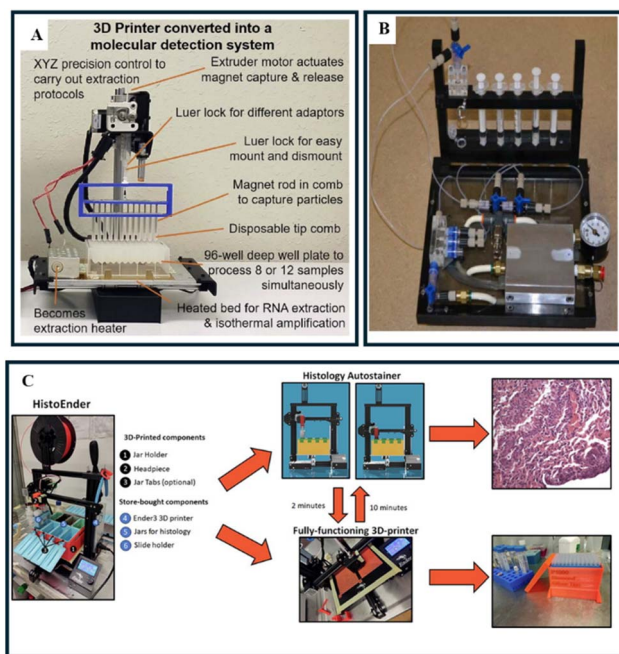 A
3D Printer converted into a
molecular detection system
XYZ precision control to
carry out extraction
protocols
Extruder motor actuates
magnet capture & release
Luer lock for different adaptors
Luer lock for easy
mount and dismount
Magnet rod in comb
to capture particles
Disposable tip comb
96-well deep well plate to
process 8 or 12 samples
simultaneously
Becomes
extraction heater
Heated bed for RNA extraction
& isothermal amplification
B
C
HistoEnder
3D-Printed components
1 Jar Holder
2 Headpiece
3 Jar Tabs (optional)
Store-bought components
4 Ender3 3D printer
5 Jars for histology
6 Slide holder
Histology Autostainer
2 minutes
10 minutes
Fully-functioning 3D-printer